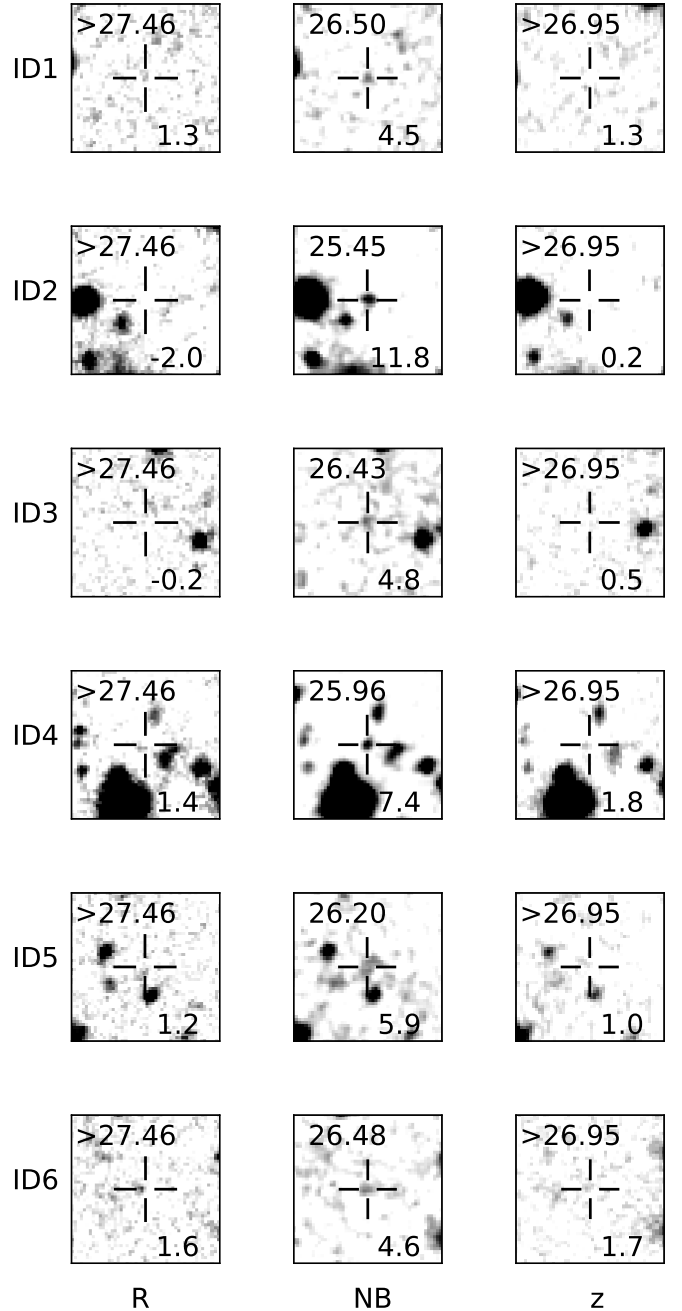 >27.46 26.50 >26.95
ID1
1.3 4.5 1.3
>27.46 25.45 >26.95
ID2
-2.0 11.8 0.2
>27.46 26.43 >26.95
ID3
-0.2 4.8 0.5
>27.46 25.96 >26.95
ID4
1.4 7.4 1.8
>27.46 26.20 >26.95
ID5
1.2 5.9 1.0
>27.46 26.48 >26.95
ID6
1.6 4.6 1.7
R NB z